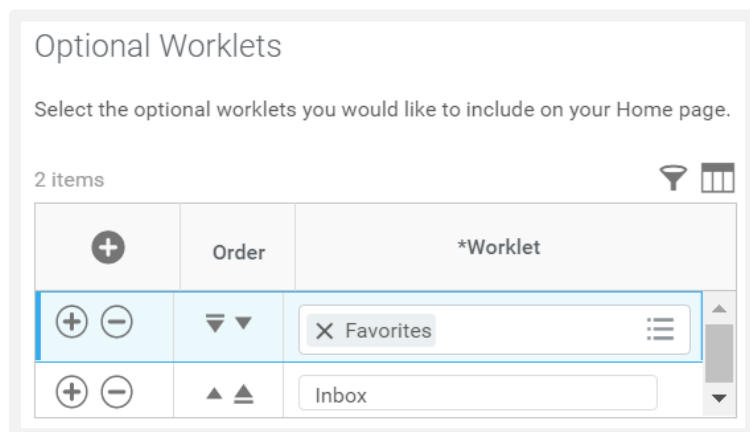 Optional Worklets
Select the optional worklets you would like to include on your Home page.
2 items
Order
*Worklet
Favorites
Inbox